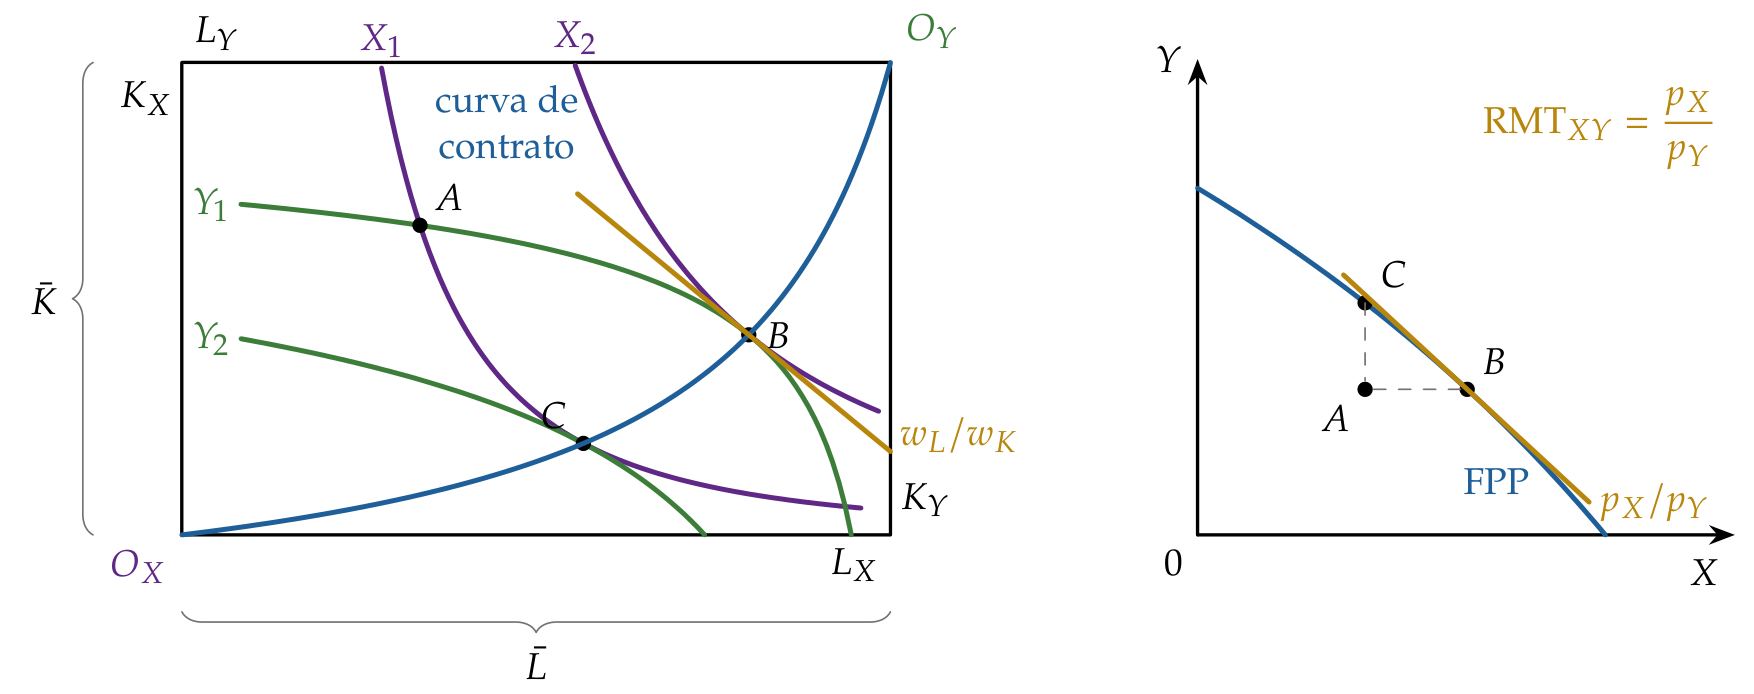 L_Y
X_1
X_2
O_Y
K_X
curva de
contrato
Y_1
A
Y_2
K̄
B
C
w_L/w_K
K_Y
O_X
L_X
L̄
Y
RMT_XY = p_X/p_Y
C
B
A
FPP
p_X/p_Y
0
X